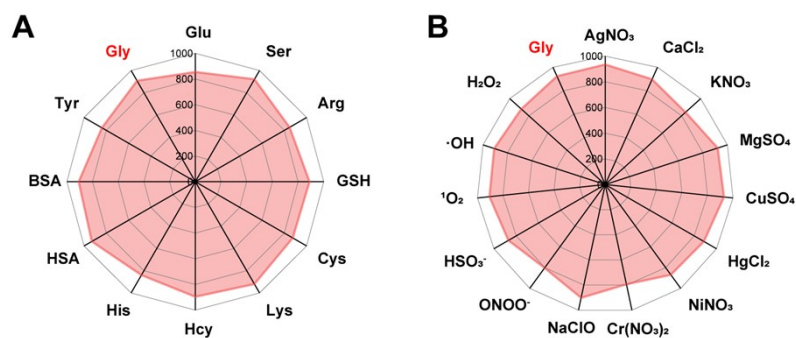 A
Glu
Ser
Arg
GSH
Cys
Lys
Hcy
His
HSA
BSA
Tyr
Gly
1000
800
600
400
200
0
B
AgNO₃
CaCl₂
KNO₃
MgSO₄
CuSO₄
HgCl₂
NiNO₃
Cr(NO₃)₂
NaClO
ONOO⁻
HSO₃⁻
¹O₂
·OH
H₂O₂
Gly
1000
800
600
400
200
0